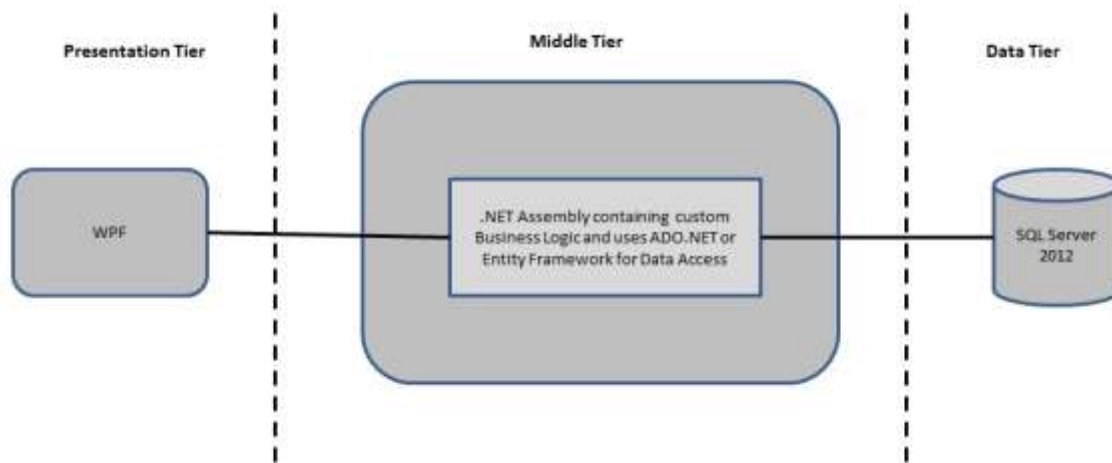 Presentation Tier
Middle Tier
Data Tier
WPF
.NET Assembly containing custom
Business Logic and uses ADO.NET or
Entity Framework for Data Access
SQL Server
2012